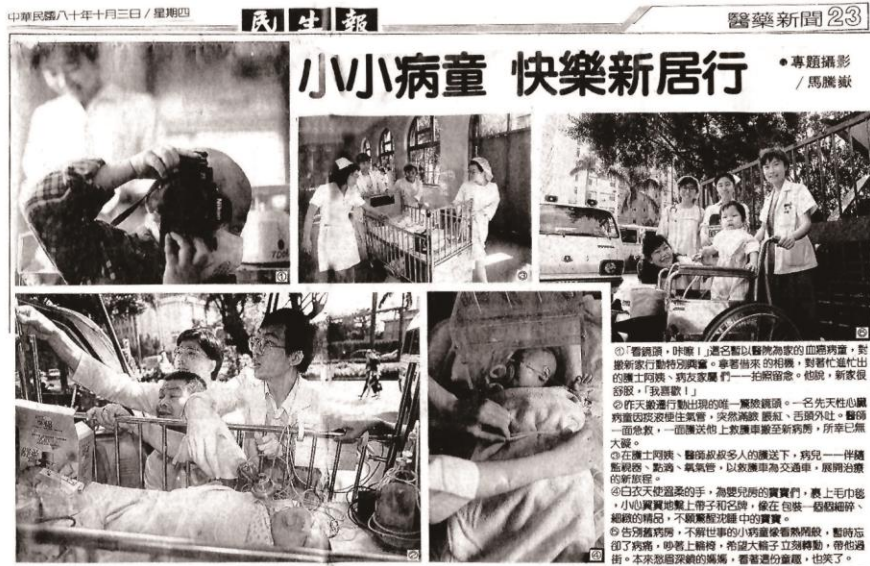 中華民國八十年十月三日/星期四
民生報
醫藥新聞 23
小小病童 快樂新居行
•專題攝影
/馬騰嶽
①「看鏡頭,咔嚓!」這名暫以醫院為家的血癌病童,對
搬新家行動特別興奮。拿著借來的相機,對著忙進忙出
的護士阿姨、病友家屬們一一拍照留念。他說,新家很
舒服,「我喜歡!」
②昨天搬遷行動出現的唯一驚險鏡頭。一名先天性心臟
病童因痰液梗住氣管,突然滿臉脹紅、舌頭外吐。醫師
一面急救,一面護送他上救護車搬至新病房,所幸已無
大礙。
③在護士阿姨、醫師叔叔多人的護送下,病兒一一伴隨
監視器、點滴、氧氣管,以救護車為交通車,展開治療
的新旅程。
④白衣天使溫柔的手,為嬰兒房的寶寶們,裹上毛巾毯
,小心翼翼地繫上帶子和名牌,像在包裝一個個細碎、
細緻的精品,不願驚醒沈睡中的寶寶。
⑤告別舊病房,不解世事的小病童像看熱鬧般,暫時忘
卻了病痛,吵著上輪椅,希望大輪子立刻轉動,帶他過
街。本來愁眉深鎖的媽媽,看著這份童趣,也笑了。
①
③
⑤
②
④